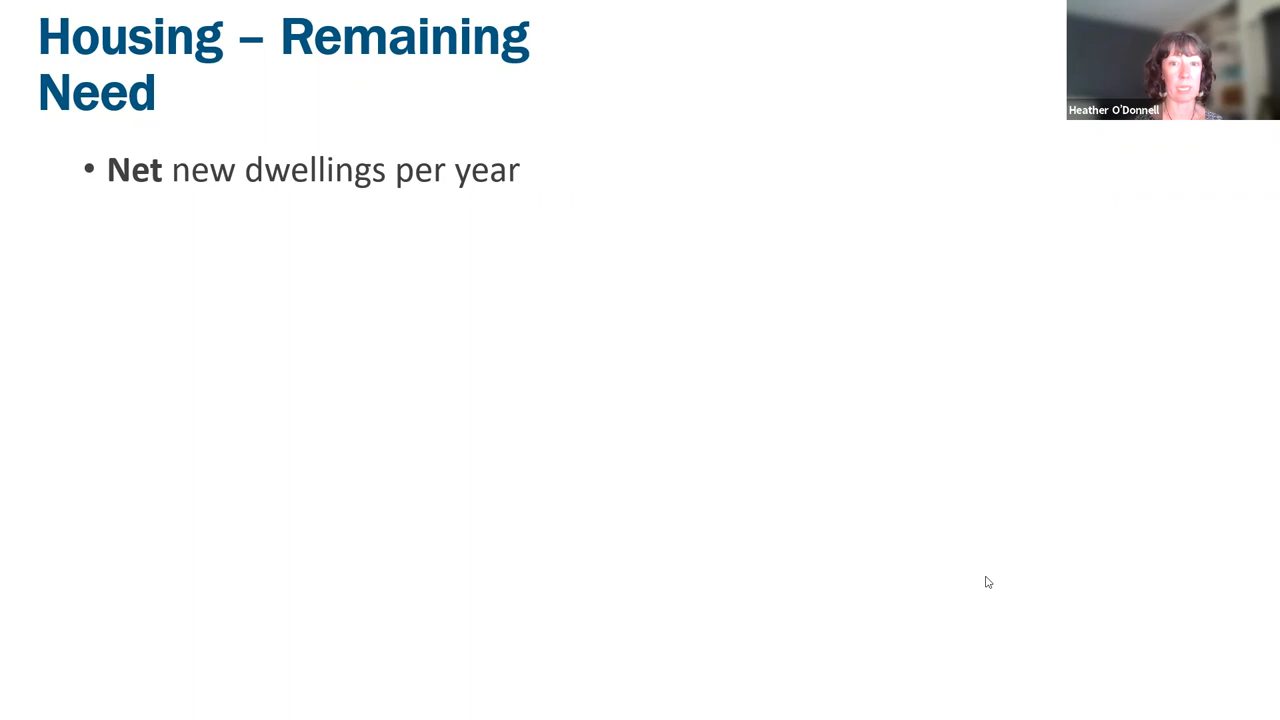 Housing – Remaining
Need
Heather O'Donnell
• Net new dwellings per year